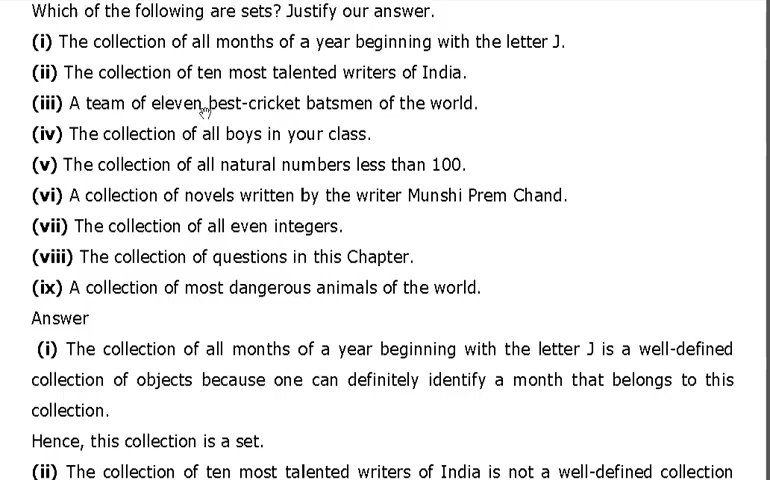 Which of the following are sets? Justify our answer.
(i) The collection of all months of a year beginning with the letter J.
(ii) The collection of ten most talented writers of India.
(iii) A team of eleven best-cricket batsmen of the world.
(iv) The collection of all boys in your class.
(v) The collection of all natural numbers less than 100.
(vi) A collection of novels written by the writer Munshi Prem Chand.
(vii) The collection of all even integers.
(viii) The collection of questions in this Chapter.
(ix) A collection of most dangerous animals of the world.
Answer
(i) The collection of all months of a year beginning with the letter J is a well-defined
collection of objects because one can definitely identify a month that belongs to this
collection.
Hence, this collection is a set.
(ii) The collection of ten most talented writers of India is not a well-defined collection